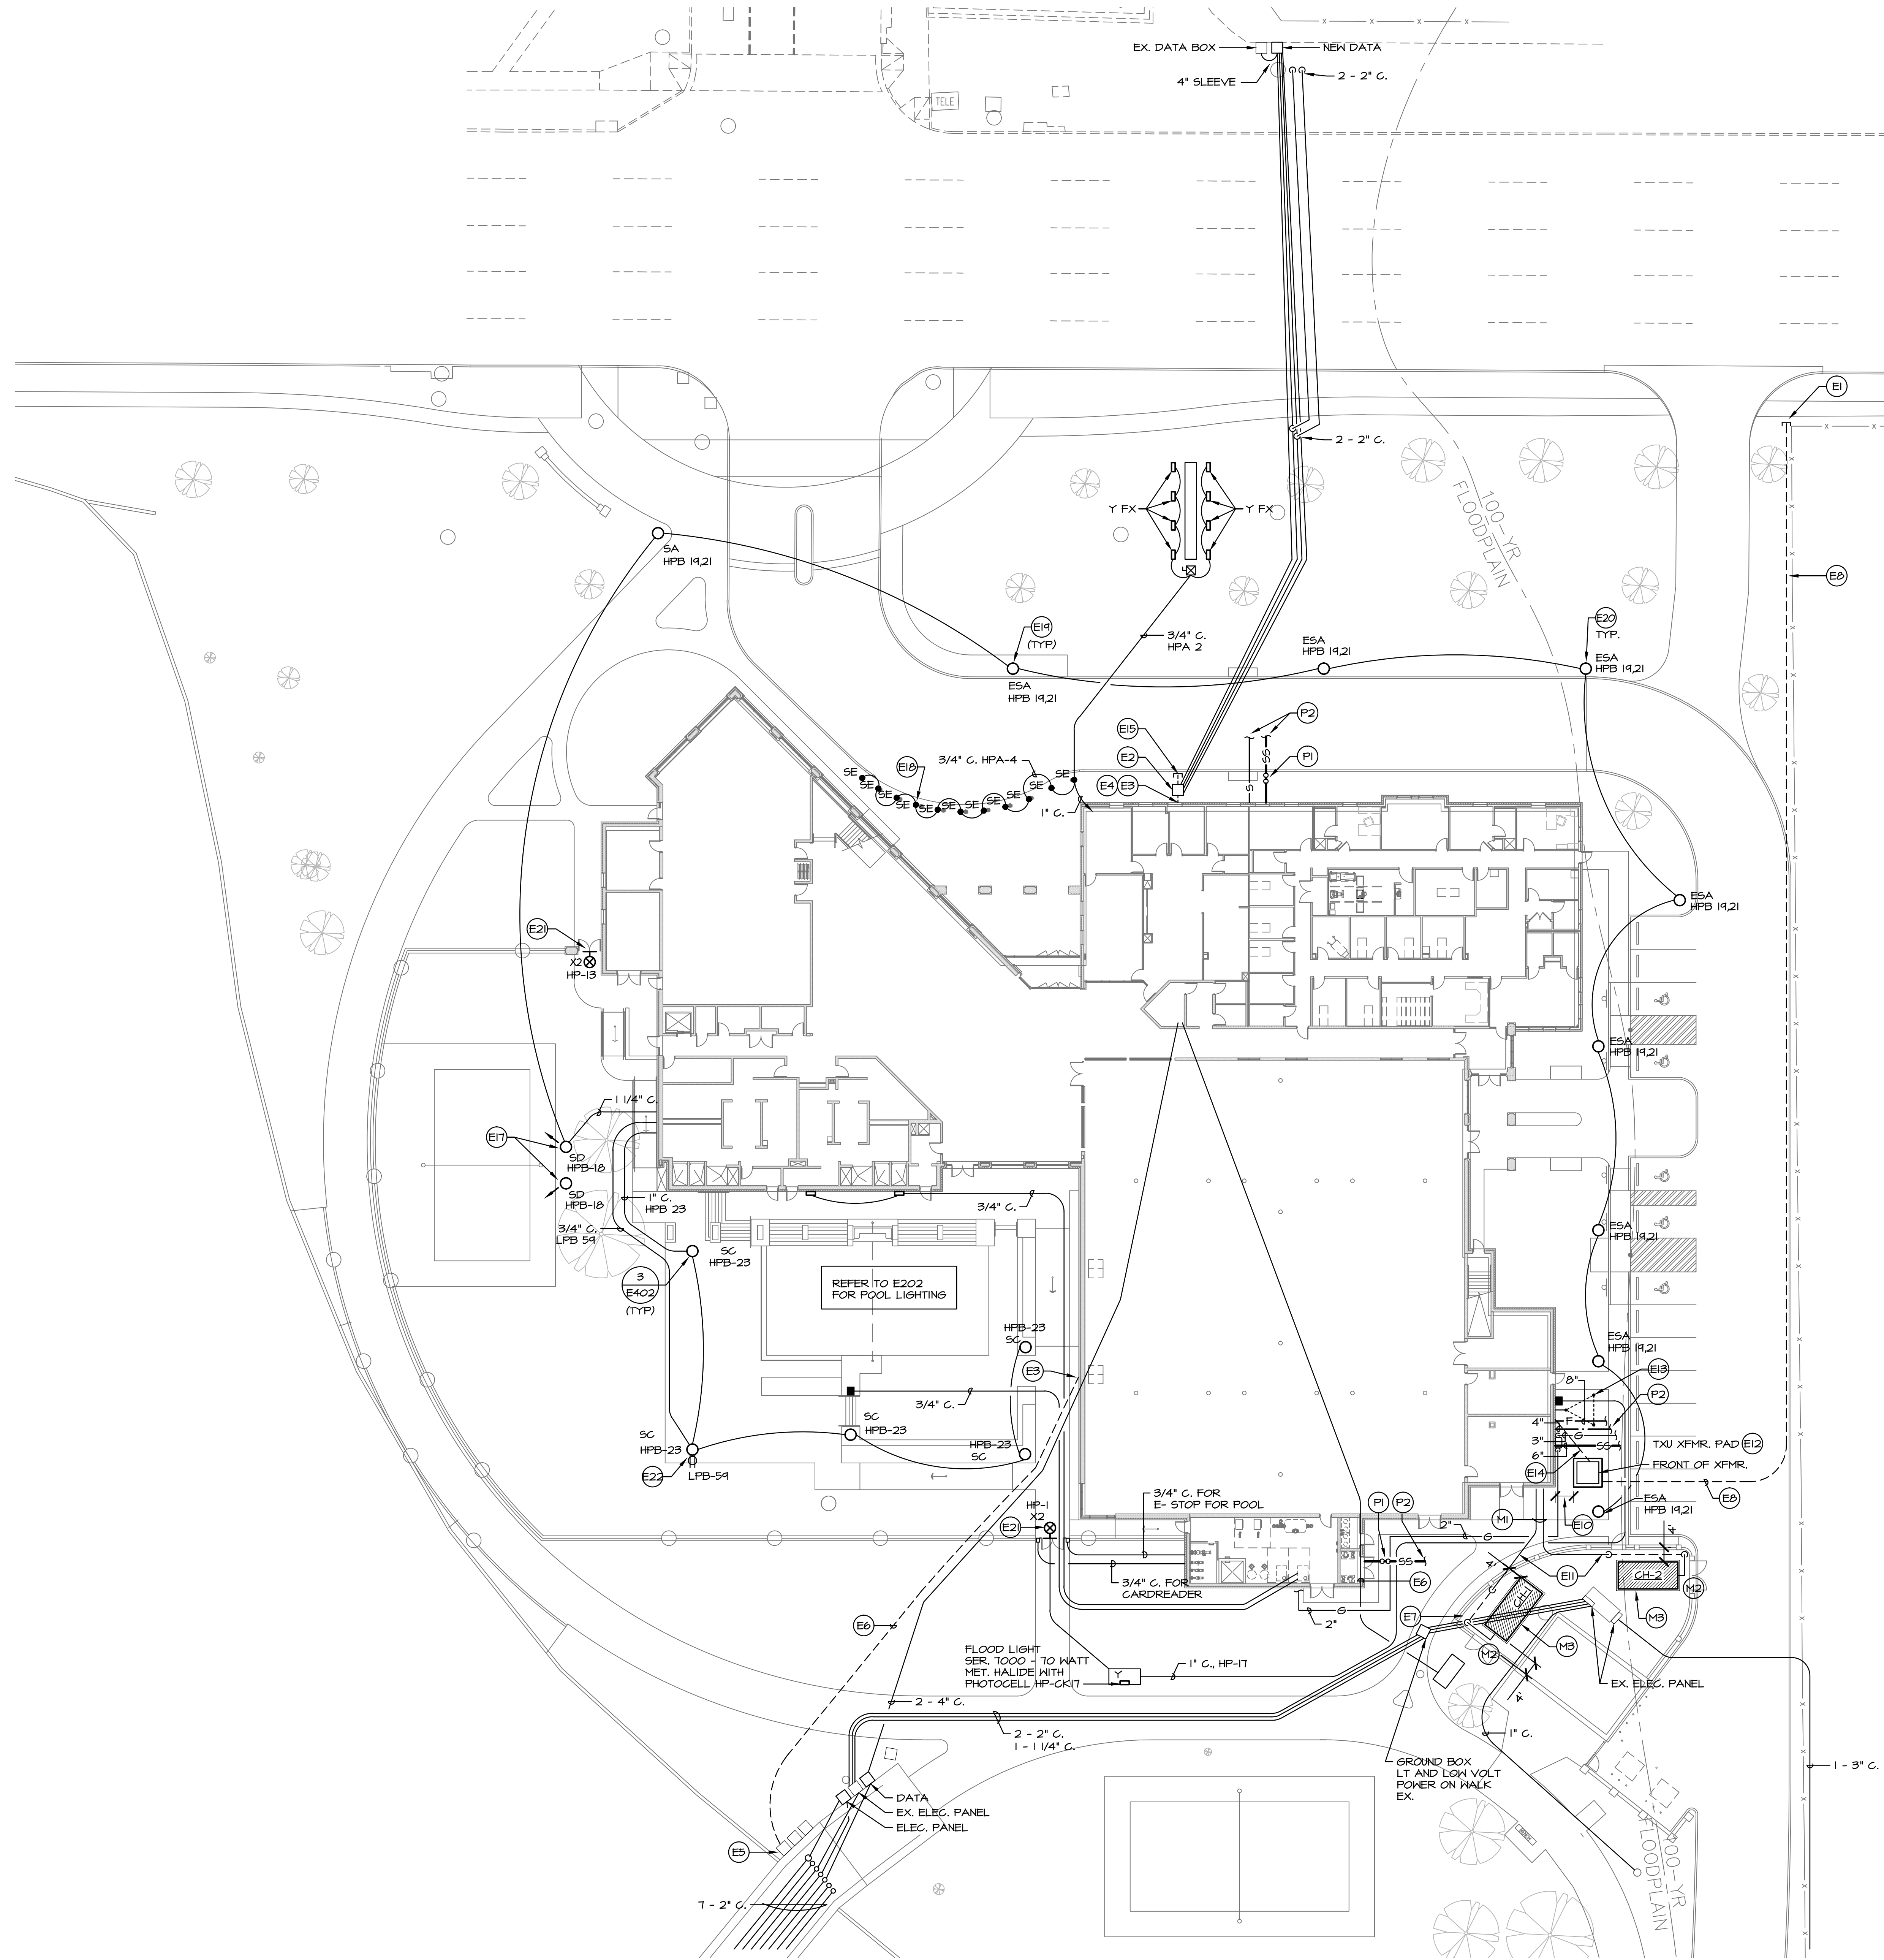 EX. DATA BOX
NEW DATA
4" SLEEVE
2 - 2" C.
TELE
E1
2 - 2" C.
Y FX
Y FX
100-YR
FLOODPLAIN
SA
HPB 19,21
E8
E19
(TYP)
3/4" C.
HPA 2
ESA
HPB 19,21
E20
TYP.
ESA
HPB 19,21
ESA
HPB 19,21
P2
E15
E2
P1
E4
E3
SS
S
E18
3/4" C. HPA-4
SE
SE
SE
SE
SE
SE
SE
SE
SE
SE
1" C.
ESA
HPB 19,21
E21
X2
HP-13
ESA
HPB 19,21
1 1/4" C.
E17
SD
HPB-18
SD
HPB-18
1" C.
HPB 23
3/4" C.
LPB 59
3/4" C.
ESA
HPB 19,21
SC
HPB-23
3
E402
(TYP)
REFER TO E202
FOR POOL LIGHTING
HPB-23
SC
ESA
HPB 19,21
E3
3/4" C.
8"
E13
P2
SC
HPB-23
SC
HPB-23
HPB-23
SC
4"
F
G
3"
SS
6"
TXU XFMR. PAD
E12
FRONT OF XFMR.
E14
E22
LPB-59
E8
3/4" C. FOR
E- STOP FOR POOL
ESA
HPB 19,21
HP-1
X2
E21
P1
P2
M1
E10
2"
G
SS
4'
4'
3/4" C. FOR
CARDREADER
E6
E11
CH-2
M2
CH-1
M3
G
2"
E7
E6
M2
M3
FLOOD LIGHT
SER. 7000 - 70 WATT
MET. HALIDE WITH
PHOTOCELL HP-CK17
Y
1" C., HP-17
EX. ELEC. PANEL
4'
2 - 4" C.
2 - 2" C.
1 - 1 1/4" C.
1" C.
GROUND BOX
LT AND LOW VOLT
POWER ON WALK
EX.
1 - 3" C.
DATA
EX. ELEC. PANEL
ELEC. PANEL
E5
7 - 2" C.
100-YR
FLOODPLAIN